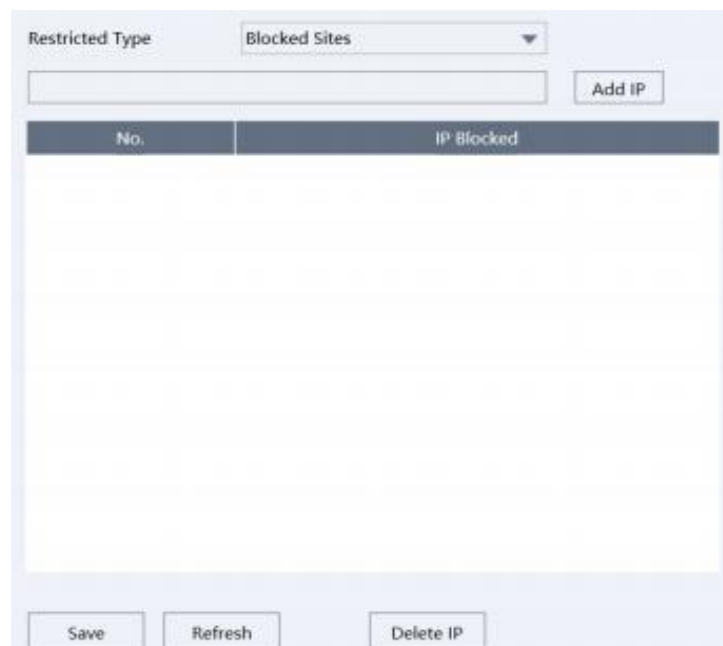 Restricted Type Blocked Sites
Add IP
No. IP Blocked
Save Refresh Delete IP